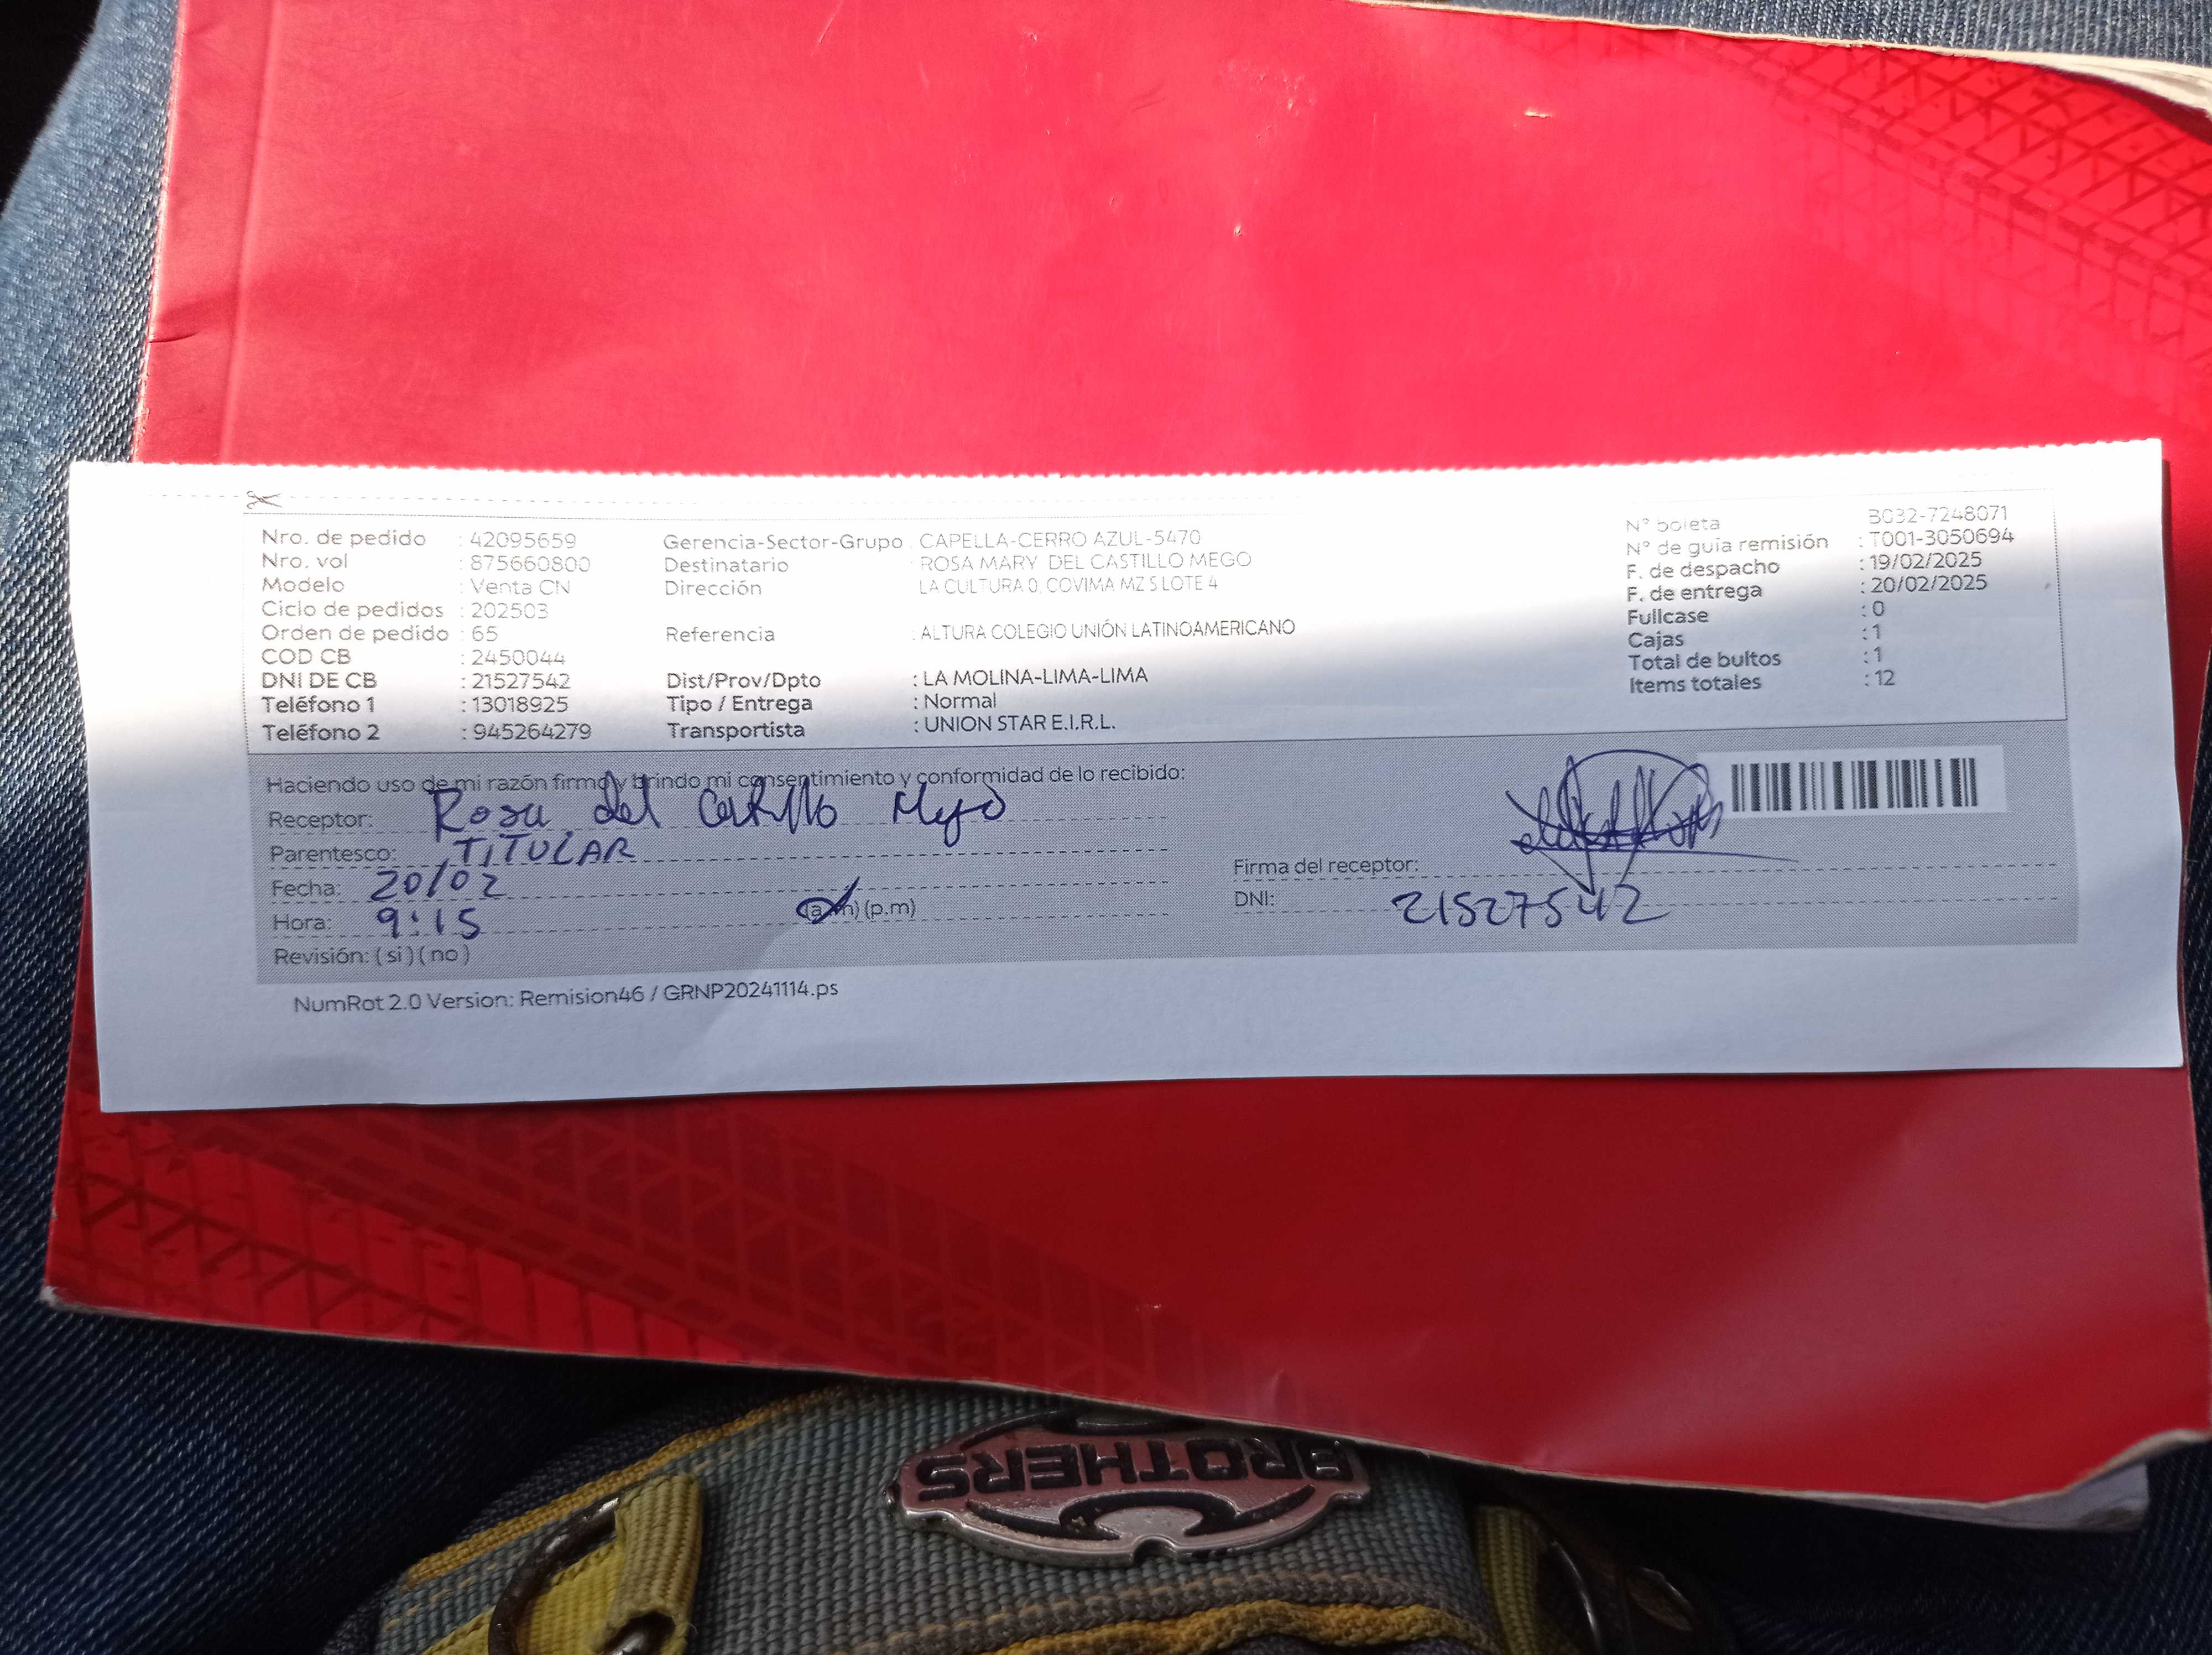 Nro. de pedido : 42095659 Gerencia-Sector-Grupo : CAPELLA-CERRO AZUL-5470 N° boleta B032-7248071
Nro. vol : 875660800 Destinatario : ROSA MARY DEL CASTILLO MEGO N° de guía remisión : T001-3050694
Modelo : Venta CN Dirección LA CULTURA 0, COVIMA MZ S LOTE 4 F. de despacho : 19/02/2025
Ciclo de pedidos : 202503 F. de entrega : 20/02/2025
Orden de pedido : 65 Referencia : ALTURA COLEGIO UNIÓN LATINOAMERICANO Fullcase : 0
COD CB : 2450044 Cajas : 1
DNI DE CB : 21527542 Dist/Prov/Dpto : LA MOLINA-LIMA-LIMA Total de bultos : 1
Teléfono 1 : 13018925 Tipo / Entrega : Normal Items totales : 12
Teléfono 2 : 945264279 Transportista : UNION STAR E.I.R.L.
Haciendo uso de mi razón firmo y brindo mi consentimiento y conformidad de lo recibido:
Receptor: Rosa del Castillo Mego
Parentesco: TITULAR
Firma del receptor:
Fecha: 20/02
DNI: 21527542
Hora: 9:15 (a.m) (p.m)
Revisión: ( si ) ( no )
NumRot 2.0 Version: Remision46 / GRNP20241114.ps
BROTHERS